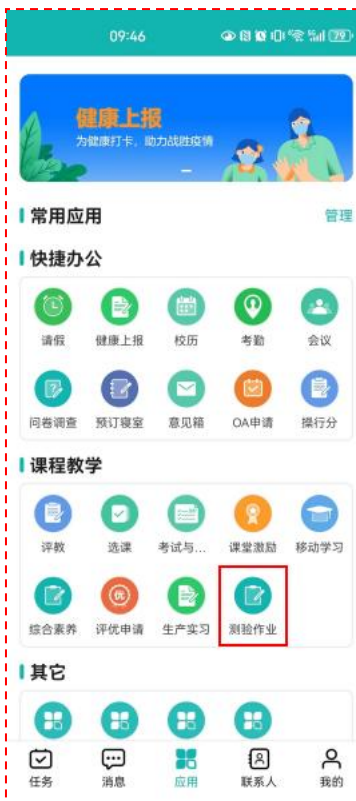 09:46
79
健康上报
为健康打卡，助力战胜疫情
常用应用 管理
快捷办公
请假 健康上报 校历 考勤 会议
问卷调查 预订寝室 意见箱 OA申请 操行分
课程教学
评教 选课 考试与... 课堂激励 移动学习
优
综合素养 评优申请 生产实习 测验作业
其它
任务 消息 应用 联系人 我的